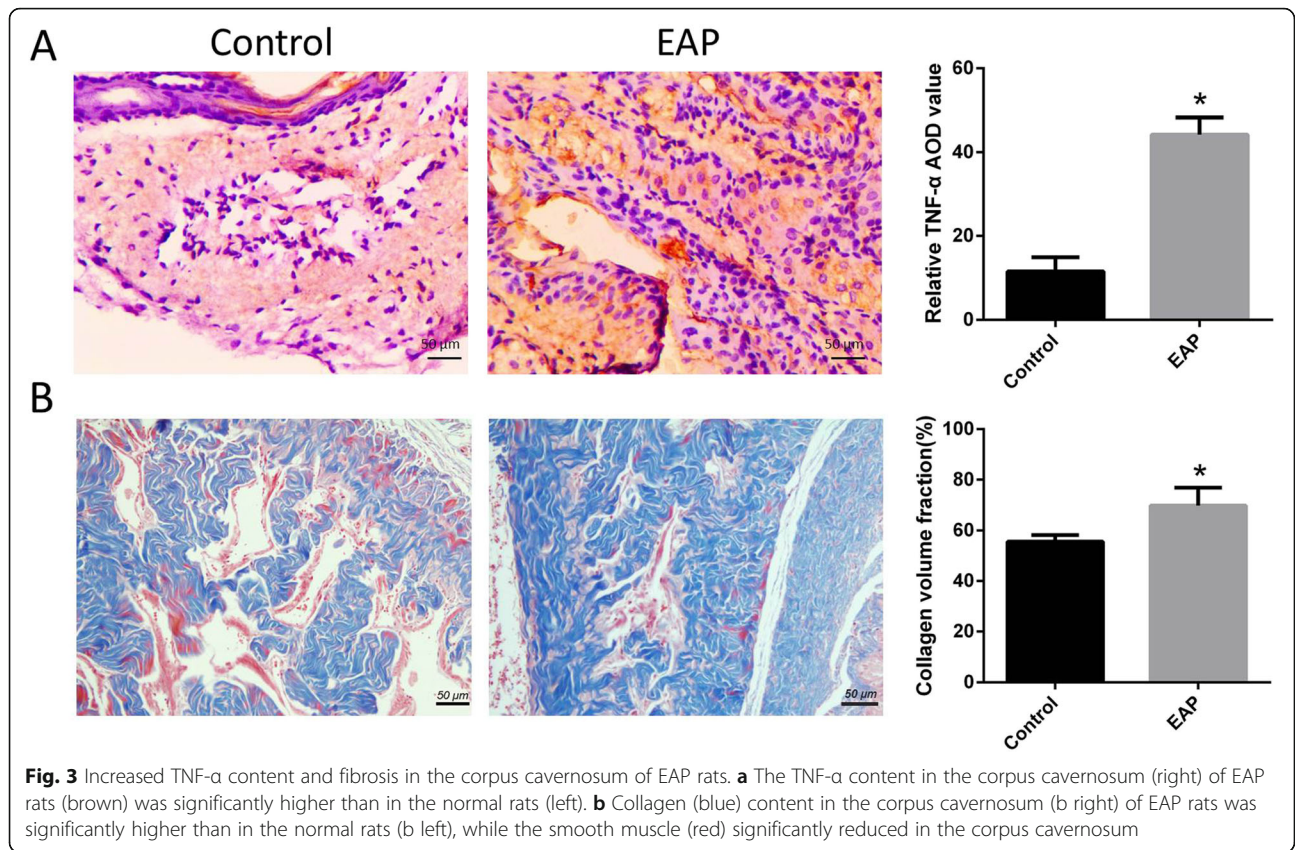 A
Control
EAP
50 μm
50 μm
Relative TNF-α AOD value
60
40
20
0
*
Control
EAP
B
50 μm
50 μm
Collagen volume fraction(%)
100
80
60
40
20
0
*
Control
EAP
Fig. 3 Increased TNF-α content and fibrosis in the corpus cavernosum of EAP rats. a The TNF-α content in the corpus cavernosum (right) of EAP
rats (brown) was significantly higher than in the normal rats (left). b Collagen (blue) content in the corpus cavernosum (b right) of EAP rats was
significantly higher than in the normal rats (b left), while the smooth muscle (red) significantly reduced in the corpus cavernosum